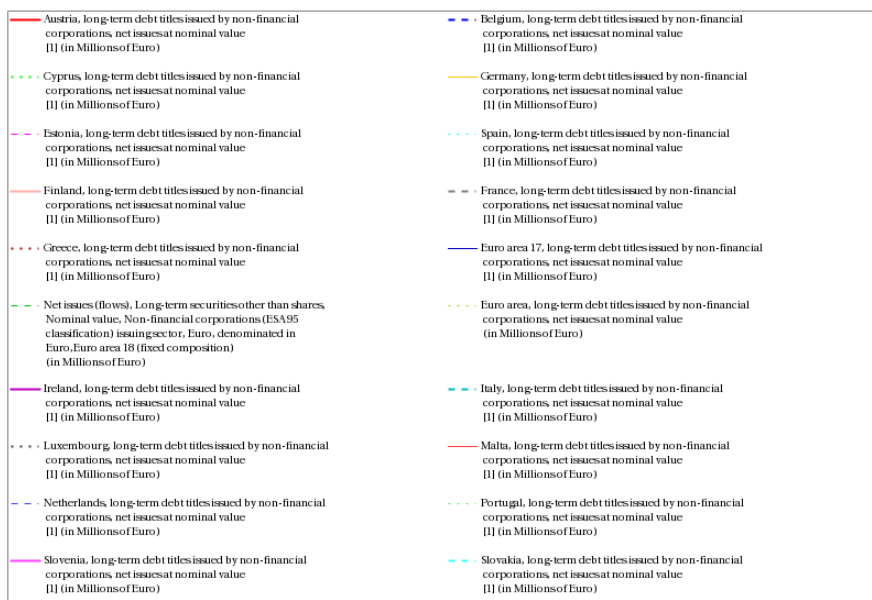 Austria, long-term debt titles issued by non-financial
corporations, net issues at nominal value
[1] (in Millions of Euro)
Belgium, long-term debt titles issued by non-financial
corporations, net issues at nominal value
[1] (in Millions of Euro)
Cyprus, long-term debt titles issued by non-financial
corporations, net issues at nominal value
[1] (in Millions of Euro)
Germany, long-term debt titles issued by non-financial
corporations, net issues at nominal value
[1] (in Millions of Euro)
Estonia, long-term debt titles issued by non-financial
corporations, net issues at nominal value
[1] (in Millions of Euro)
Spain, long-term debt titles issued by non-financial
corporations, net issues at nominal value
[1] (in Millions of Euro)
Finland, long-term debt titles issued by non-financial
corporations, net issues at nominal value
[1] (in Millions of Euro)
France, long-term debt titles issued by non-financial
corporations, net issues at nominal value
[1] (in Millions of Euro)
Greece, long-term debt titles issued by non-financial
corporations, net issues at nominal value
[1] (in Millions of Euro)
Euro area 17, long-term debt titles issued by non-financial
corporations, net issues at nominal value
[1] (in Millions of Euro)
Net issues (flows), Long-term securities other than shares,
Nominal value, Non-financial corporations (ESA95
classification) issuing sector, Euro, denominated in
Euro,Euro area 18 (fixed composition)
(in Millions of Euro)
Euro area, long-term debt titles issued by non-financial
corporations, net issues at nominal value
(in Millions of Euro)
Ireland, long-term debt titles issued by non-financial
corporations, net issues at nominal value
[1] (in Millions of Euro)
Italy, long-term debt titles issued by non-financial
corporations, net issues at nominal value
[1] (in Millions of Euro)
Luxembourg, long-term debt titles issued by non-financial
corporations, net issues at nominal value
[1] (in Millions of Euro)
Malta, long-term debt titles issued by non-financial
corporations, net issues at nominal value
[1] (in Millions of Euro)
Netherlands, long-term debt titles issued by non-financial
corporations, net issues at nominal value
[1] (in Millions of Euro)
Portugal, long-term debt titles issued by non-financial
corporations, net issues at nominal value
[1] (in Millions of Euro)
Slovenia, long-term debt titles issued by non-financial
corporations, net issues at nominal value
[1] (in Millions of Euro)
Slovakia, long-term debt titles issued by non-financial
corporations, net issues at nominal value
[1] (in Millions of Euro)